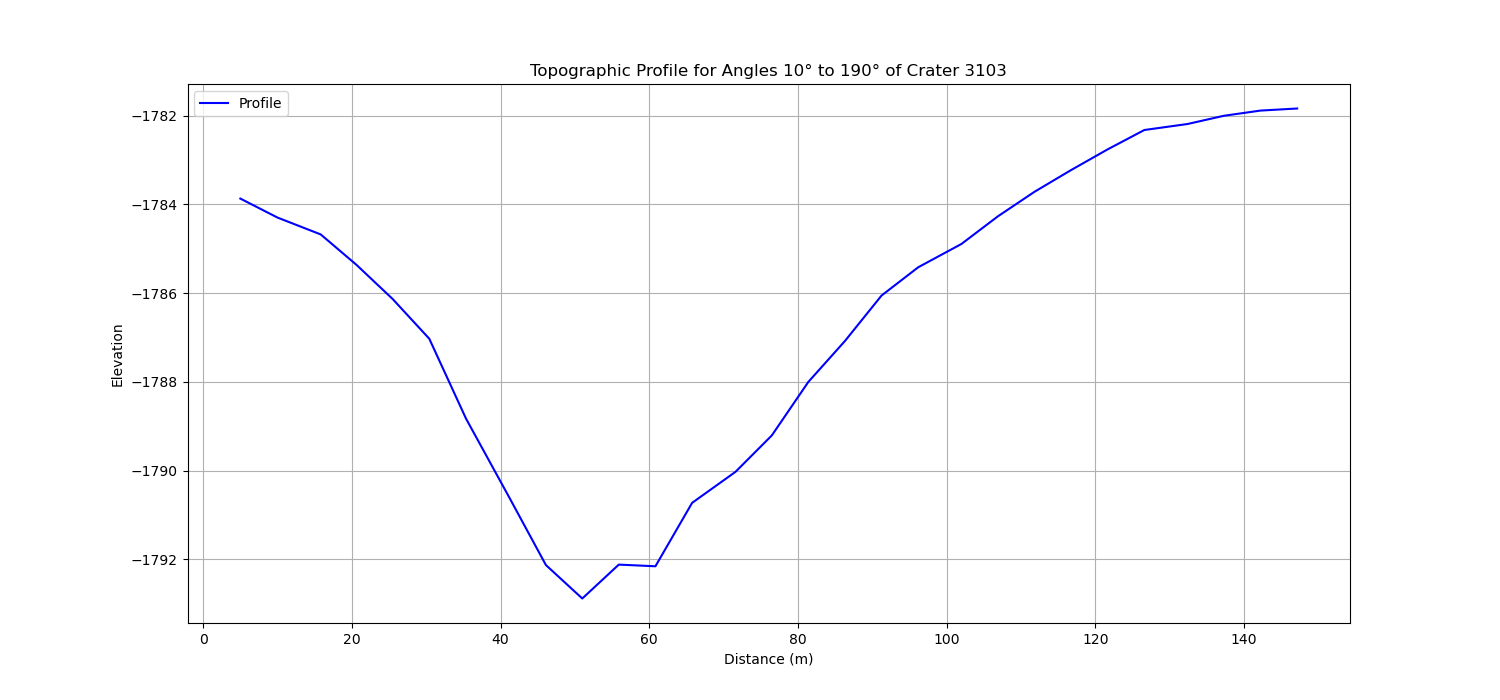 Topographic Profile for Angles 10° to 190° of Crater 3103
Profile
−1782
−1784
−1786
−1788
−1790
−1792
Elevation
0 20 40 60 80 100 120 140
Distance (m)